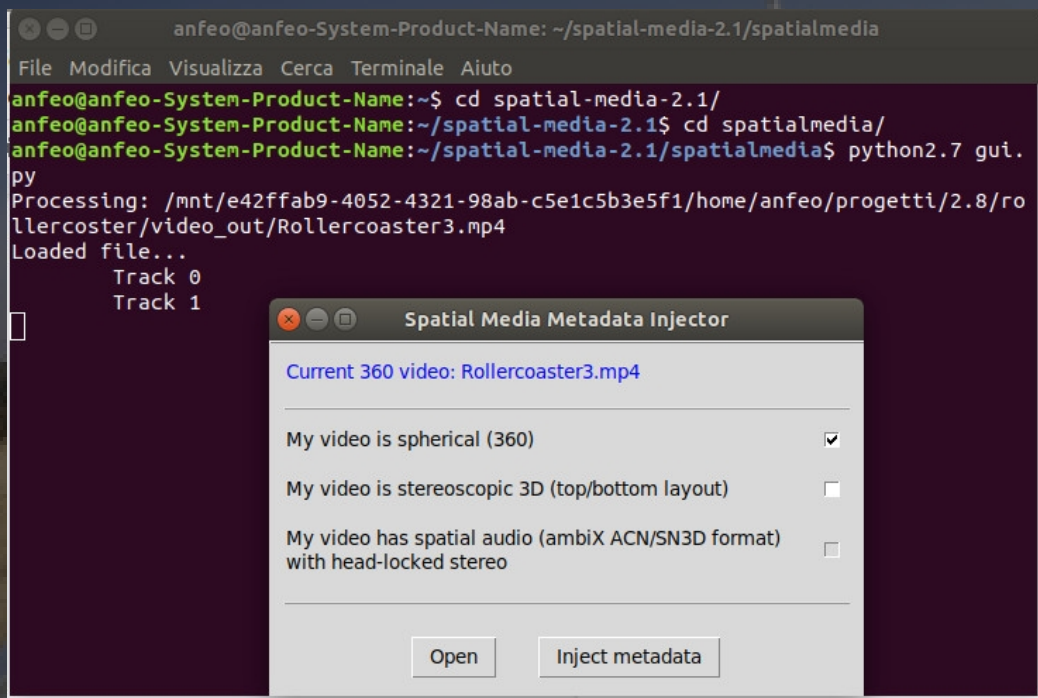 anfeo@anfeo-System-Product-Name: ~/spatial-media-2.1/spatialmedia
File Modifica Visualizza Cerca Terminale Aiuto
anfeo@anfeo-System-Product-Name:~$ cd spatial-media-2.1/
anfeo@anfeo-System-Product-Name:~/spatial-media-2.1$ cd spatialmedia/
anfeo@anfeo-System-Product-Name:~/spatial-media-2.1/spatialmedia$ python2.7 gui.
py
Processing: /mnt/e42ffab9-4052-4321-98ab-c5e1c5b3e5f1/home/anfeo/progetti/2.8/ro
llercoster/video_out/Rollercoaster3.mp4
Loaded file...
Track 0
Track 1
Spatial Media Metadata Injector
Current 360 video: Rollercoaster3.mp4
My video is spherical (360)
My video is stereoscopic 3D (top/bottom layout)
My video has spatial audio (ambiX ACN/SN3D format)
with head-locked stereo
Open Inject metadata